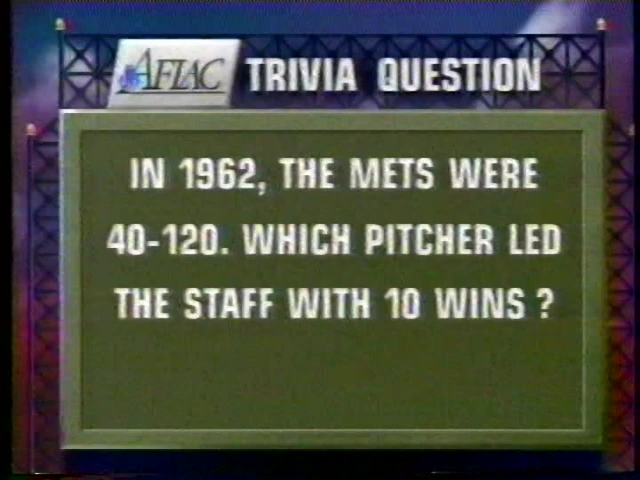 AFLAC TRIVIA QUESTION
IN 1962, THE METS WERE
40-120. WHICH PITCHER LED
THE STAFF WITH 10 WINS ?